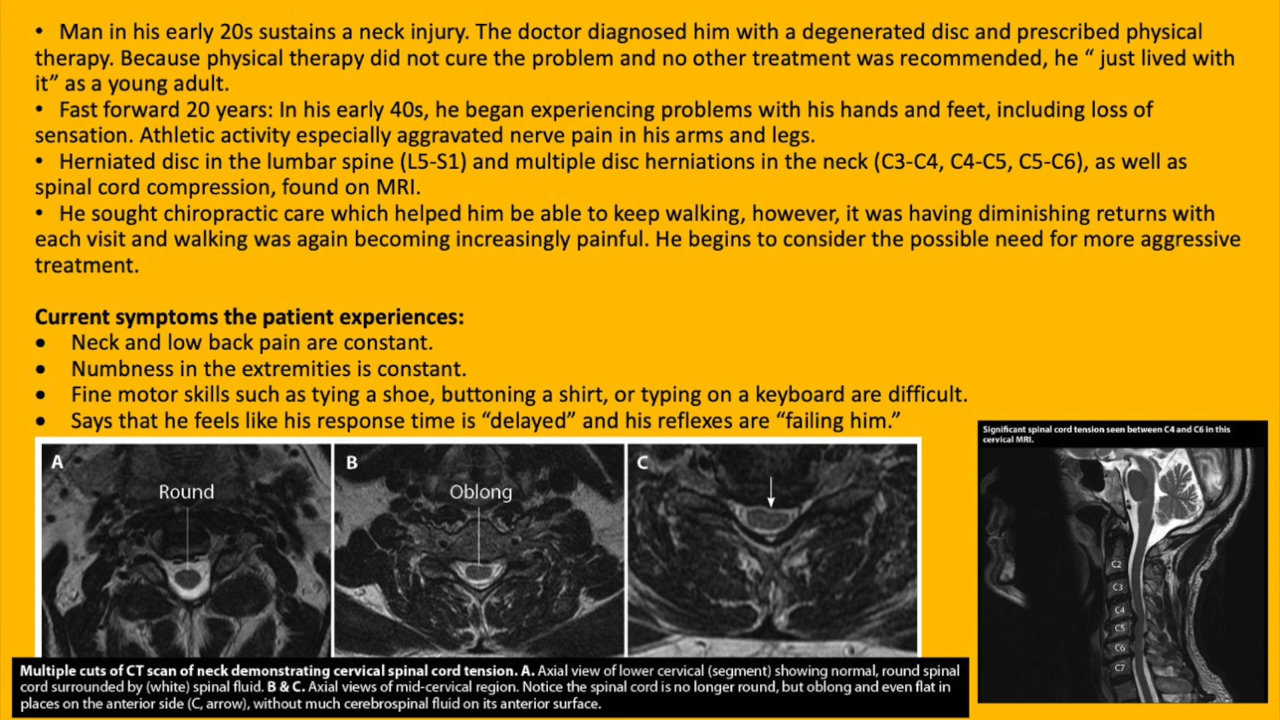 • Man in his early 20s sustains a neck injury. The doctor diagnosed him with a degenerated disc and prescribed physical
therapy. Because physical therapy did not cure the problem and no other treatment was recommended, he “ just lived with
it” as a young adult.
• Fast forward 20 years: In his early 40s, he began experiencing problems with his hands and feet, including loss of
sensation. Athletic activity especially aggravated nerve pain in his arms and legs.
• Herniated disc in the lumbar spine (L5-S1) and multiple disc herniations in the neck (C3-C4, C4-C5, C5-C6), as well as
spinal cord compression, found on MRI.
• He sought chiropractic care which helped him be able to keep walking, however, it was having diminishing returns with
each visit and walking was again becoming increasingly painful. He begins to consider the possible need for more aggressive
treatment.
Current symptoms the patient experiences:
• Neck and low back pain are constant.
• Numbness in the extremities is constant.
• Fine motor skills such as tying a shoe, buttoning a shirt, or typing on a keyboard are difficult.
• Says that he feels like his response time is “delayed” and his reflexes are “failing him.”
A
Round
B
Oblong
C
Multiple cuts of CT scan of neck demonstrating cervical spinal cord tension. A. Axial view of lower cervical (segment) showing normal, round spinal
cord surrounded by (white) spinal fluid. B & C. Axial views of mid-cervical region. Notice the spinal cord is no longer round, but oblong and even flat in
places on the anterior side (C, arrow), without much cerebrospinal fluid on its anterior surface.
Significant spinal cord tension seen between C4 and C6 in this
cervical MRI.
C2
C3
C4
C5
C6
C7